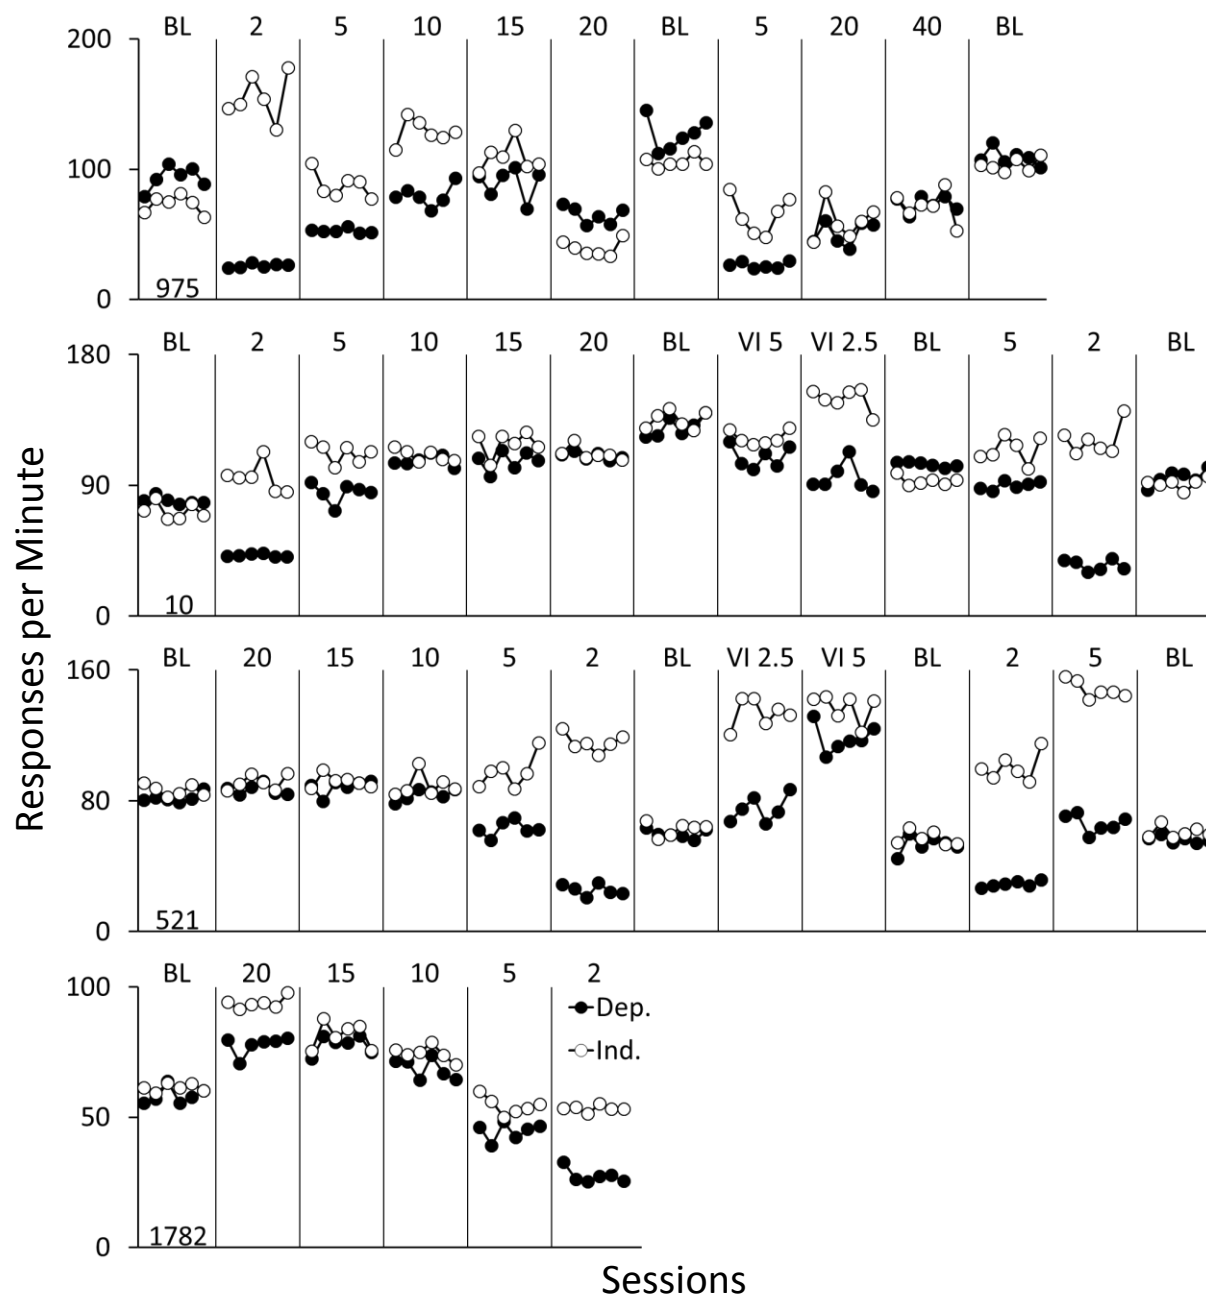 BL 2 5 10 15 20 BL 5 20 40 BL
200
100
0
975
BL 2 5 10 15 20 BL VI 5 VI 2.5 BL 5 2 BL
180
90
0
10
Responses per Minute
BL 20 15 10 5 2 BL VI 2.5 VI 5 BL 2 5 BL
160
80
0
521
BL 20 15 10 5 2
100
50
0
1782
Dep.
Ind.
Sessions